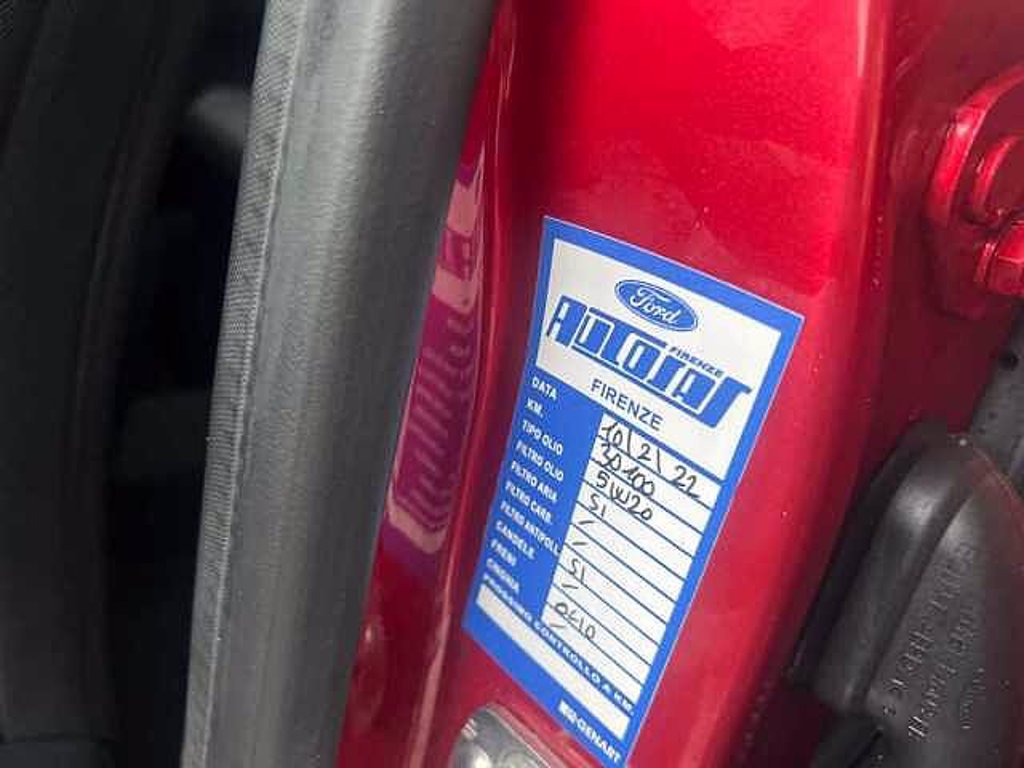 Ford
AUTOSAS
FIRENZE
FIRENZE
DATA 10/2/22
KM. 30100
TIPO OLIO 5W20
FILTRO OLIO SI
FILTRO ARIA /
FILTRO CARB. /
FILTRO ANTIPOLL. SI
CANDELE /
FRENI OK10
CINGHIA /
PROSSIMO CONTROLLO A KM.
GENART